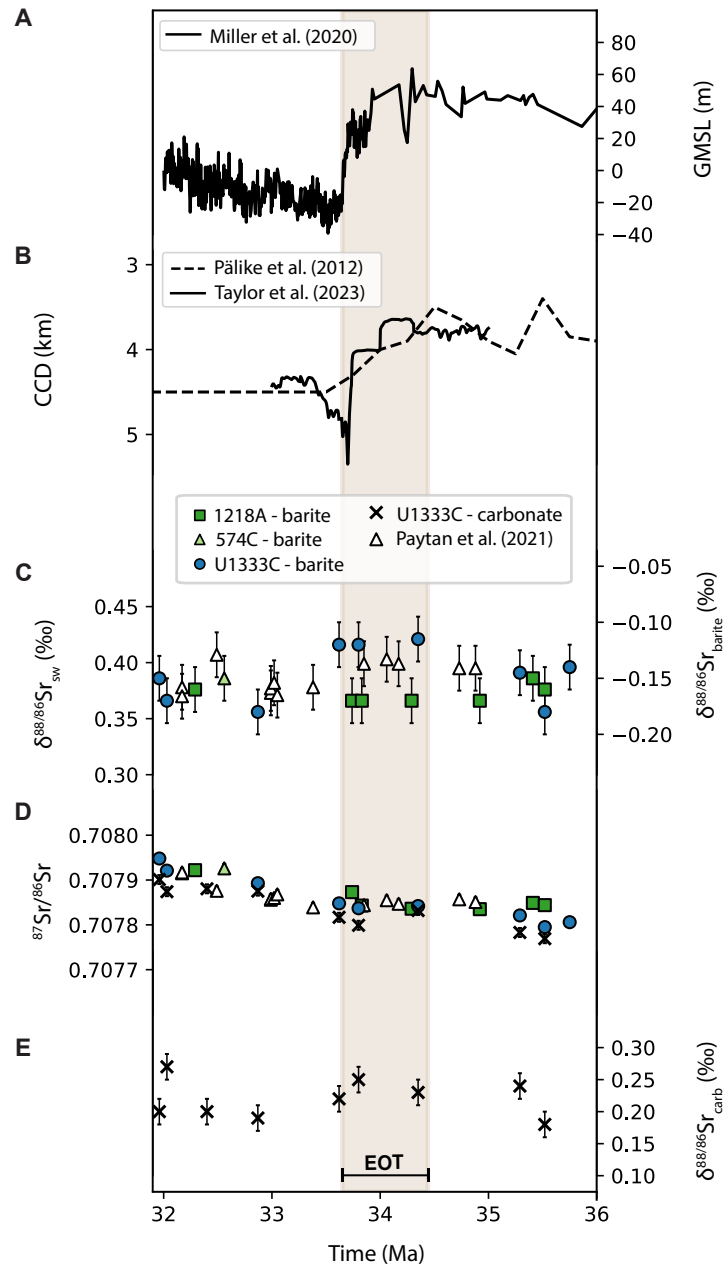 A
Miller et al. (2020)
80
60
40
20
0
−20
−40
GMSL (m)
B
Pälike et al. (2012)
Taylor et al. (2023)
3
4
5
CCD (km)
1218A - barite
574C - barite
U1333C - barite
U1333C - carbonate
Paytan et al. (2021)
C
0.45
0.40
0.35
0.30
δ88/86Srsw (‰)
−0.05
−0.10
−0.15
−0.20
δ88/86Srbarite (‰)
D
0.7080
0.7079
0.7078
0.7077
87Sr/86Sr
E
0.30
0.25
0.20
0.15
0.10
δ88/86Srcarb (‰)
EOT
32 33 34 35 36
Time (Ma)